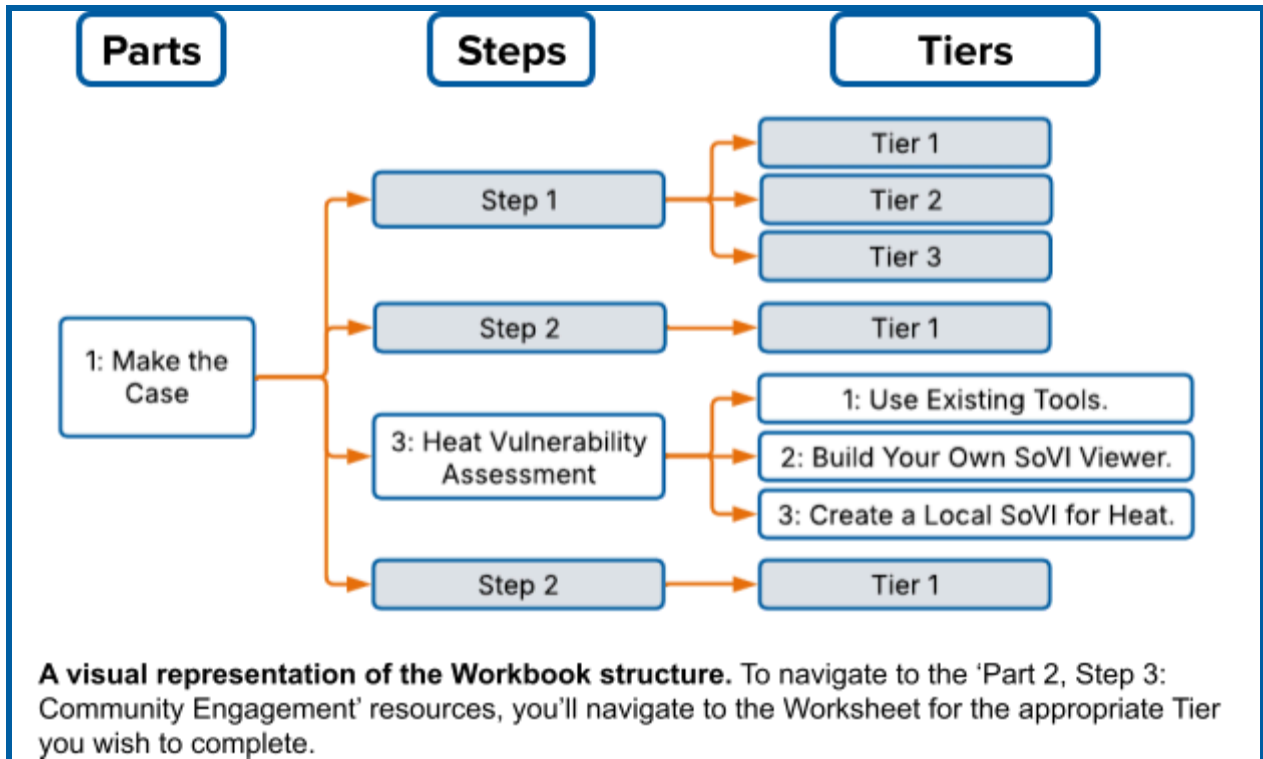 Parts
Steps
Tiers
Tier 1
Step 1
Tier 2
Tier 3
Step 2
Tier 1
1: Make the
Case
1: Use Existing Tools.
3: Heat Vulnerability
Assessment
2: Build Your Own SoVI Viewer.
3: Create a Local SoVI for Heat.
Step 2
Tier 1
A visual representation of the Workbook structure. To navigate to the ‘Part 2, Step 3:
Community Engagement’ resources, you’ll navigate to the Worksheet for the appropriate Tier
you wish to complete.